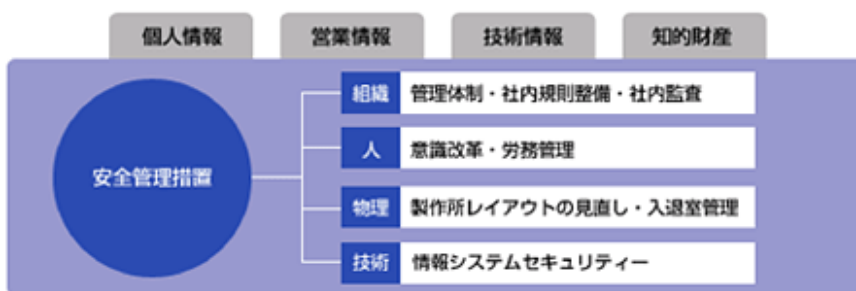 個人情報 営業情報 技術情報 知的財産
安全管理措置
組織 管理体制・社内規則整備・社内監査
人 意識改革・労務管理
物理 製作所レイアウトの見直し・入退室管理
技術 情報システムセキュリティー